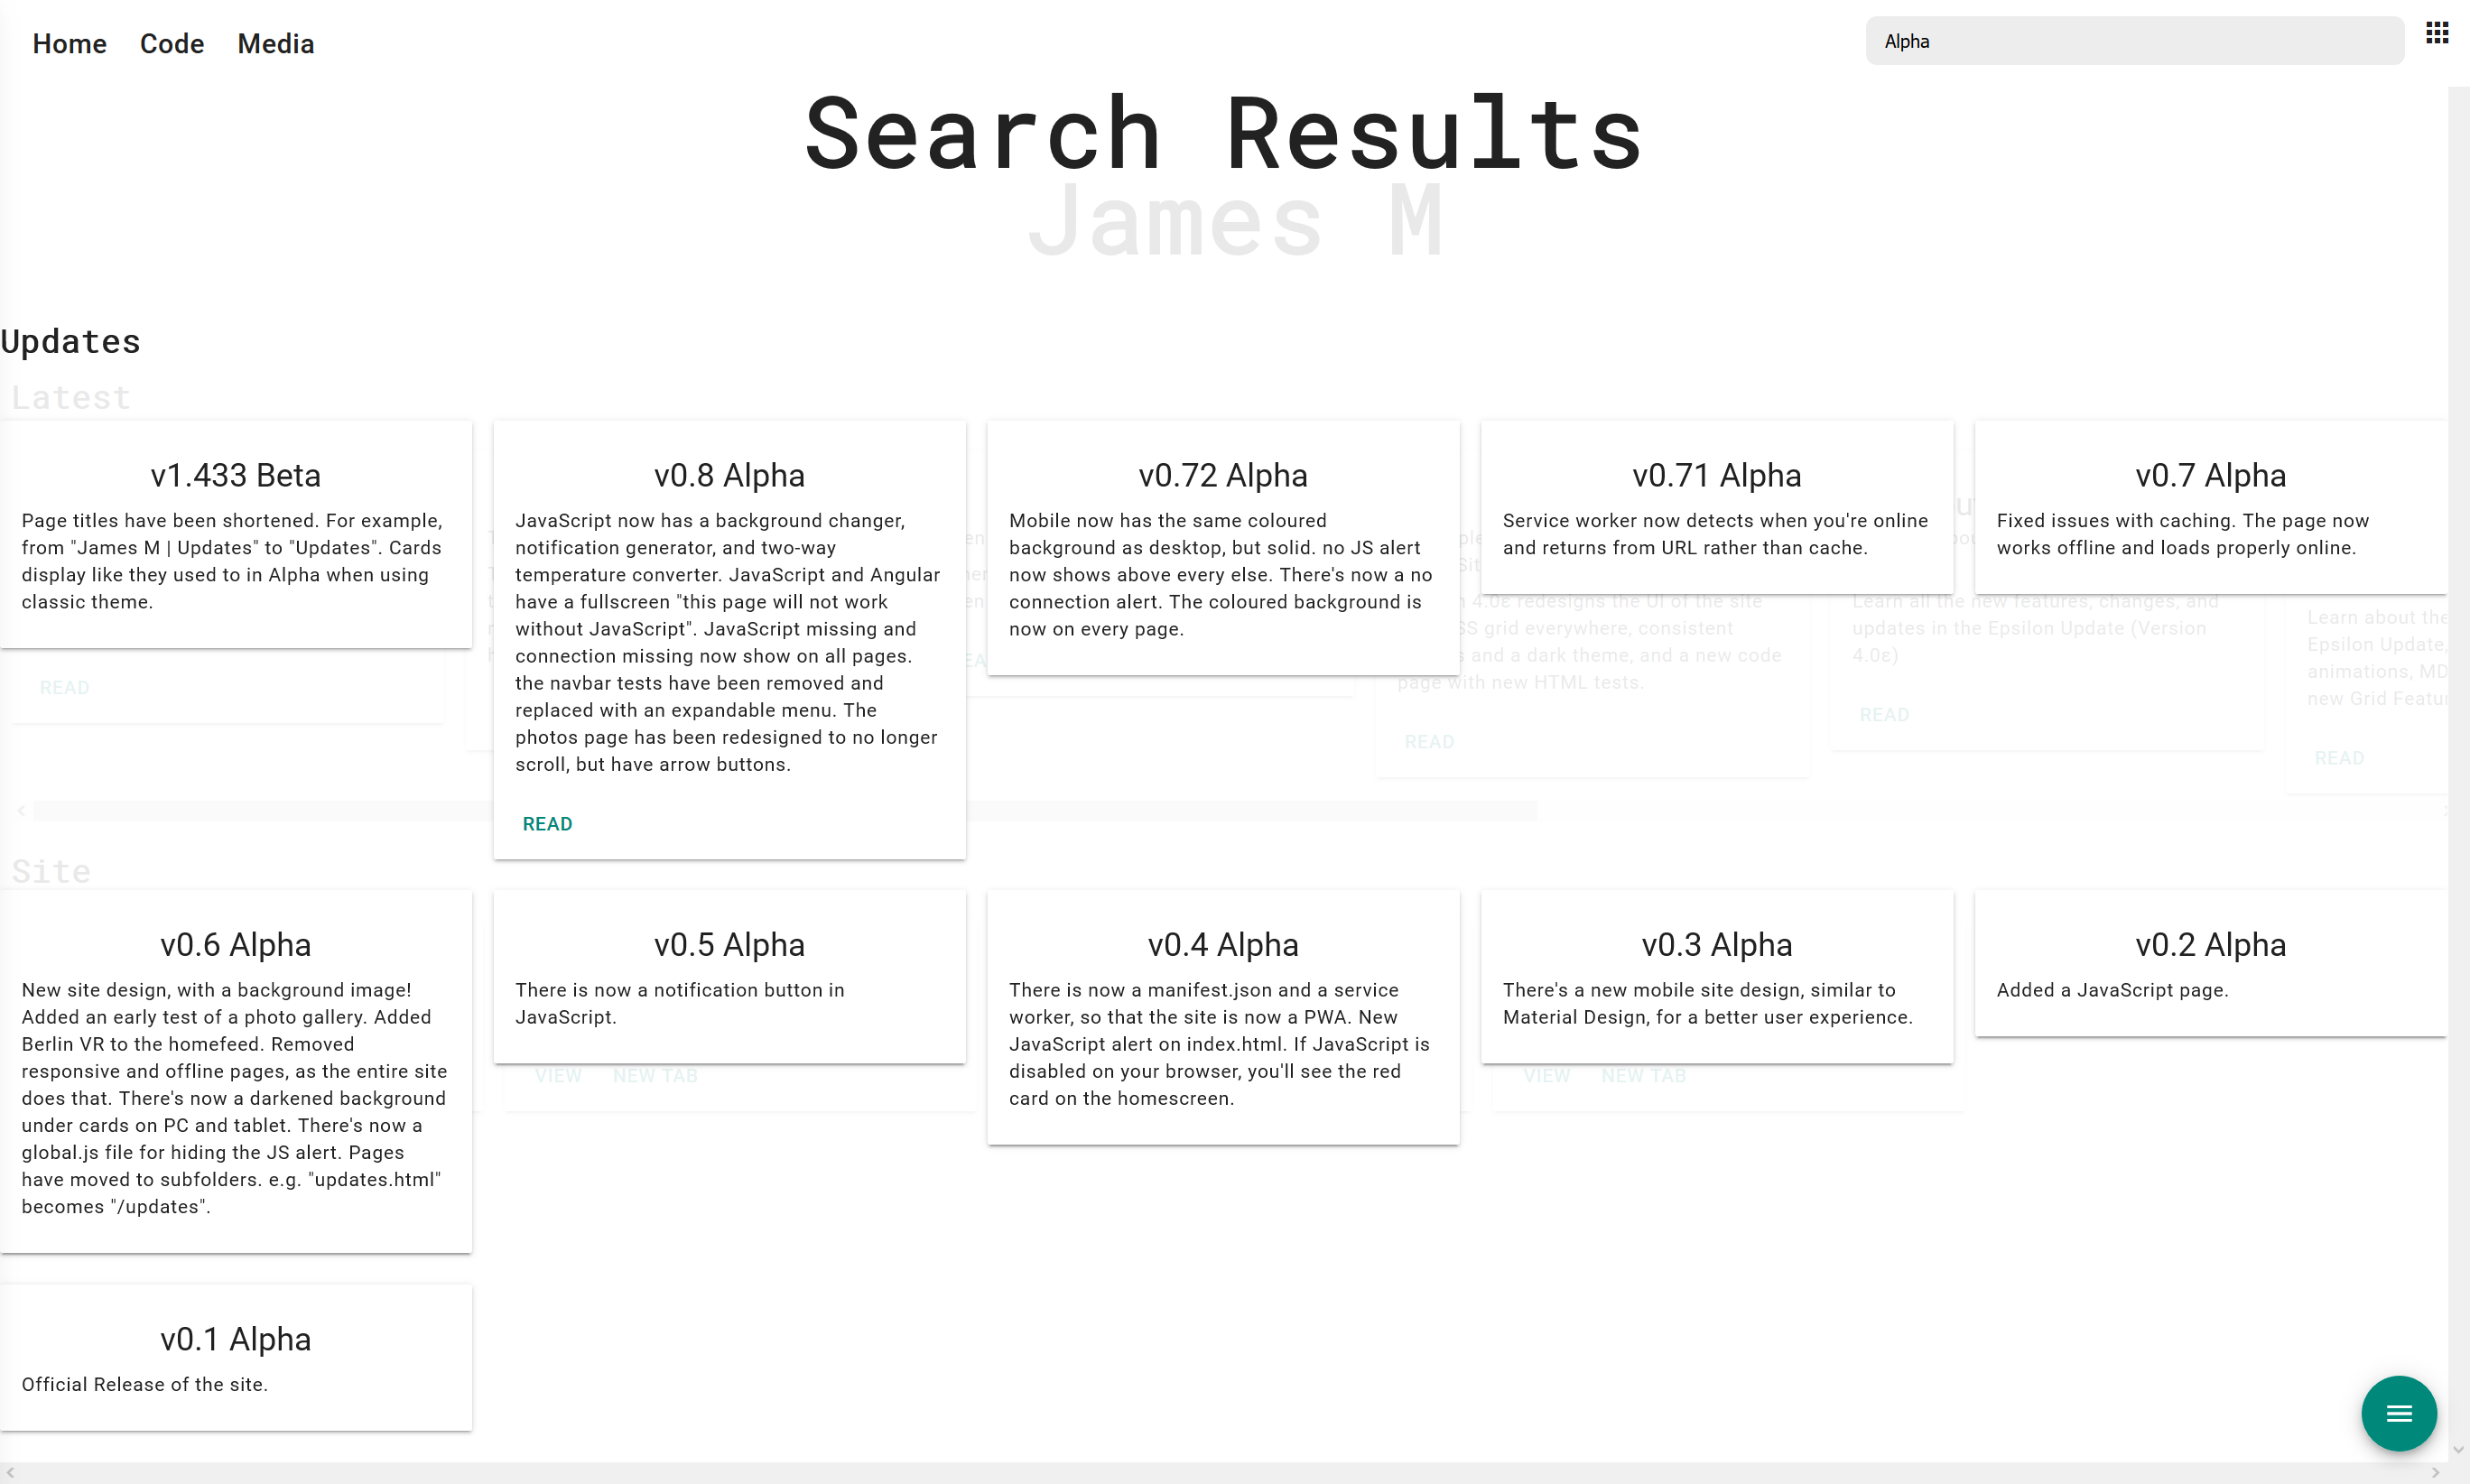 Home Code Media
Alpha
Search Results
James M
Updates
Latest
v1.433 Beta
Page titles have been shortened. For example,
from "James M | Updates" to "Updates". Cards
display like they used to in Alpha when using
classic theme.
READ
v0.8 Alpha
JavaScript now has a background changer,
notification generator, and two-way
temperature converter. JavaScript and Angular
have a fullscreen "this page will not work
without JavaScript". JavaScript missing and
connection missing now show on all pages.
the navbar tests have been removed and
replaced with an expandable menu. The
photos page has been redesigned to no longer
scroll, but have arrow buttons.
READ
v0.72 Alpha
Mobile now has the same coloured
background as desktop, but solid. no JS alert
now shows above every else. There's now a no
connection alert. The coloured background is
now on every page.
v0.71 Alpha
Service worker now detects when you're online
and returns from URL rather than cache.
4.0ε redesigns the UI of the site
grid everywhere, consistent
and a dark theme, and a new code
page with new HTML tests.
READ
v0.7 Alpha
Fixed issues with caching. The page now
works offline and loads properly online.
Learn all the new features, changes, and
updates in the Epsilon Update (Version
4.0ε)
READ
Learn about the
Epsilon Update,
animations,
new Grid
READ
Site
v0.6 Alpha
New site design, with a background image!
Added an early test of a photo gallery. Added
Berlin VR to the homefeed. Removed
responsive and offline pages, as the entire site
does that. There's now a darkened background
under cards on PC and tablet. There's now a
global.js file for hiding the JS alert. Pages
have moved to subfolders. e.g. "updates.html"
becomes "/updates".
v0.5 Alpha
There is now a notification button in
JavaScript.
VIEW NEW TAB
v0.4 Alpha
There is now a manifest.json and a service
worker, so that the site is now a PWA. New
JavaScript alert on index.html. If JavaScript is
disabled on your browser, you'll see the red
card on the homescreen.
v0.3 Alpha
There's a new mobile site design, similar to
Material Design, for a better user experience.
VIEW NEW TAB
v0.2 Alpha
Added a JavaScript page.
v0.1 Alpha
Official Release of the site.